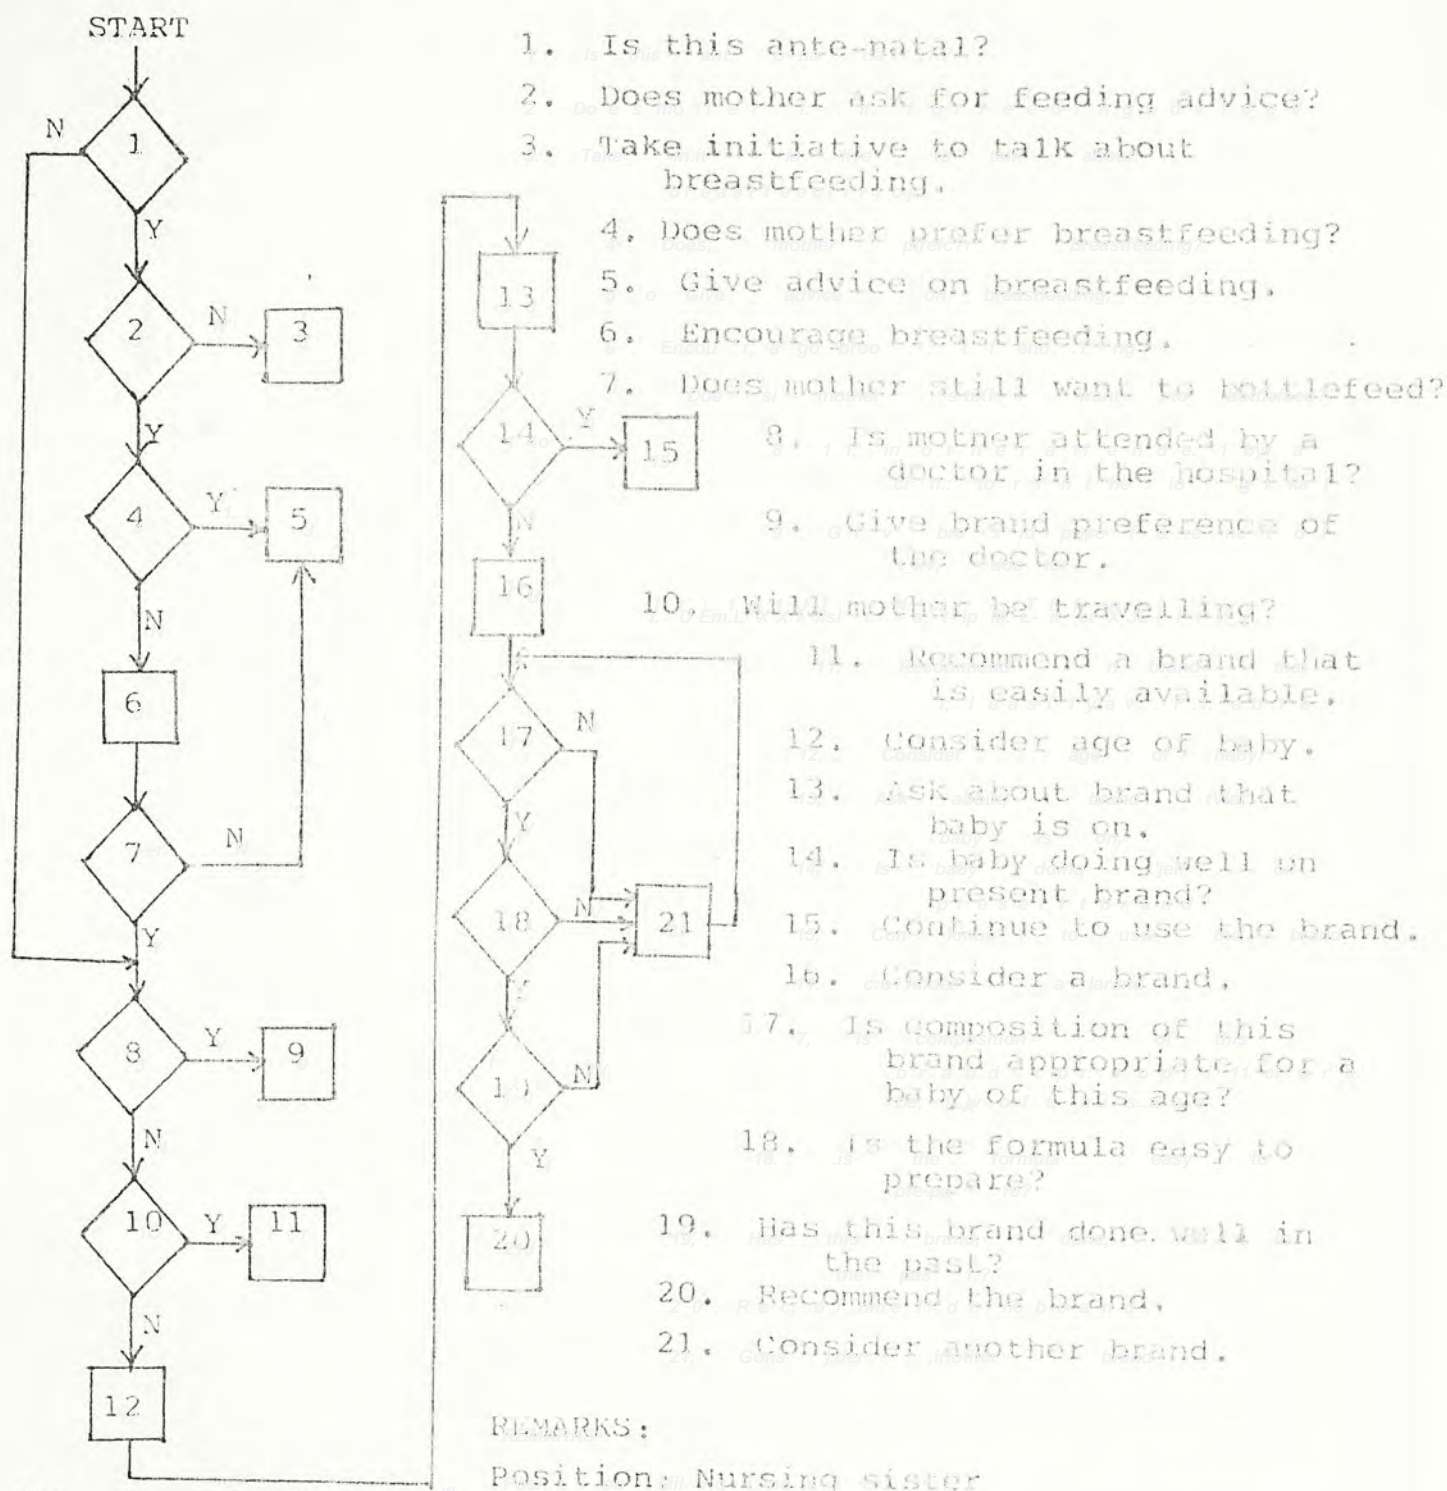 START
1
N
Y
2
N
3
Y
4
Y
5
N
6
7
N
Y
8
Y
9
N
10
Y
11
N
12
13
14
Y
15
N
16
17
N
Y
18
N
21
Y
19
N
Y
20
1. Is this ante-natal?
2. Does mother ask for feeding advice?
3. Take initiative to talk about
breastfeeding.
4. Does mother prefer breastfeeding?
5. Give advice on breastfeeding.
6. Encourage breastfeeding.
7. Does mother still want to bottlefeed?
8. Is mother attended by a
doctor in the hospital?
9. Give brand preference of
the doctor.
10. Will mother be travelling?
11. Recommend a brand that
is easily available.
12. Consider age of baby.
13. Ask about brand that
baby is on.
14. Is baby doing well on
present brand?
15. Continue to use the brand.
16. Consider a brand.
17. Is composition of this
brand appropriate for a
baby of this age?
18. Is the formula easy to
prepare?
19. Has this brand done well in
the past?
20. Recommend the brand.
21. Consider another brand.
REMARKS:
Position: Nursing sister